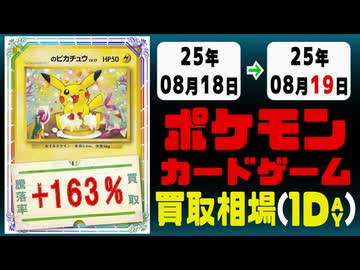 のピカチュウ LV.17 HP50
騰落率
+163%
買取
25年
08月18日
25年
08月19日
ポケモン
カードゲーム
買取相場(1D)